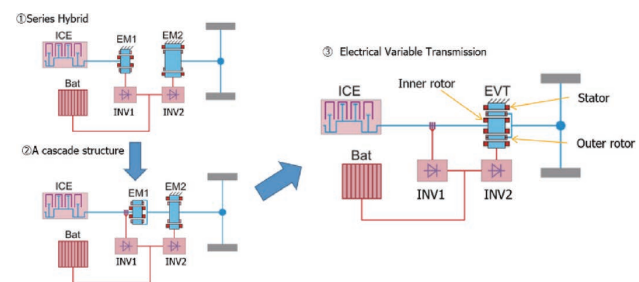 ①Series Hybrid
ICE
EM1
EM2
Bat
INV1
INV2
②A cascade structure
ICE
EM1
EM2
Bat
INV1
INV2
③ Electrical Variable Transmission
ICE
Inner rotor
EVT
Stator
Outer rotor
Bat
INV1
INV2